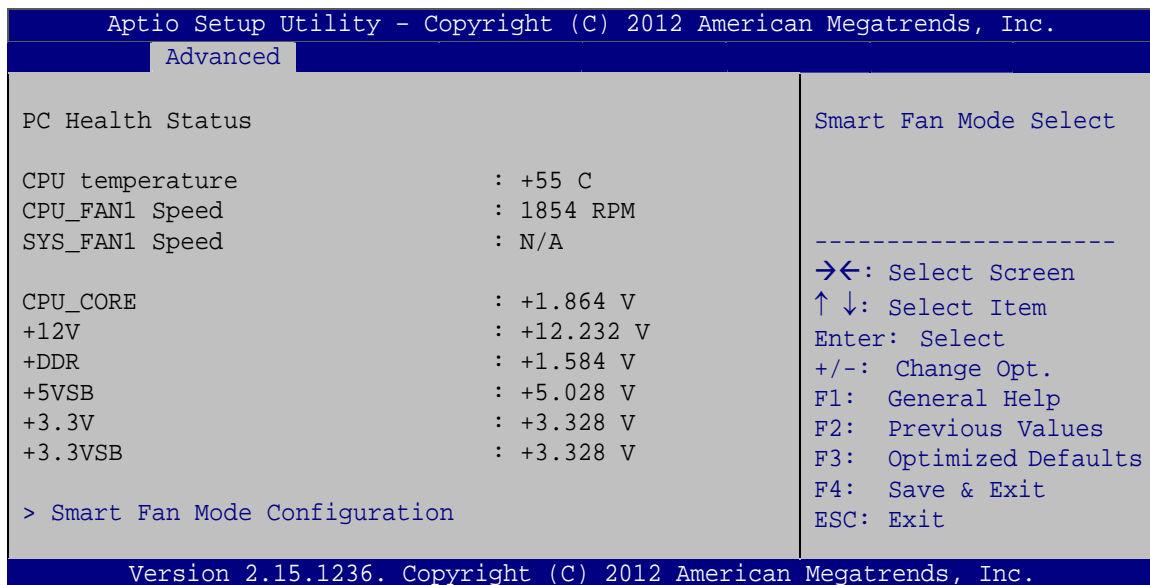 Aptio Setup Utility – Copyright (C) 2012 American Megatrends, Inc.
Advanced
PC Health Status
CPU temperature : +55 C
CPU_FAN1 Speed : 1854 RPM
SYS_FAN1 Speed : N/A
CPU_CORE : +1.864 V
+12V : +12.232 V
+DDR : +1.584 V
+5VSB : +5.028 V
+3.3V : +3.328 V
+3.3VSB : +3.328 V
> Smart Fan Mode Configuration
Smart Fan Mode Select
---------------------
→←: Select Screen
↑ ↓: Select Item
Enter: Select
+/-: Change Opt.
F1: General Help
F2: Previous Values
F3: Optimized Defaults
F4: Save & Exit
ESC: Exit
Version 2.15.1236. Copyright (C) 2012 American Megatrends, Inc.